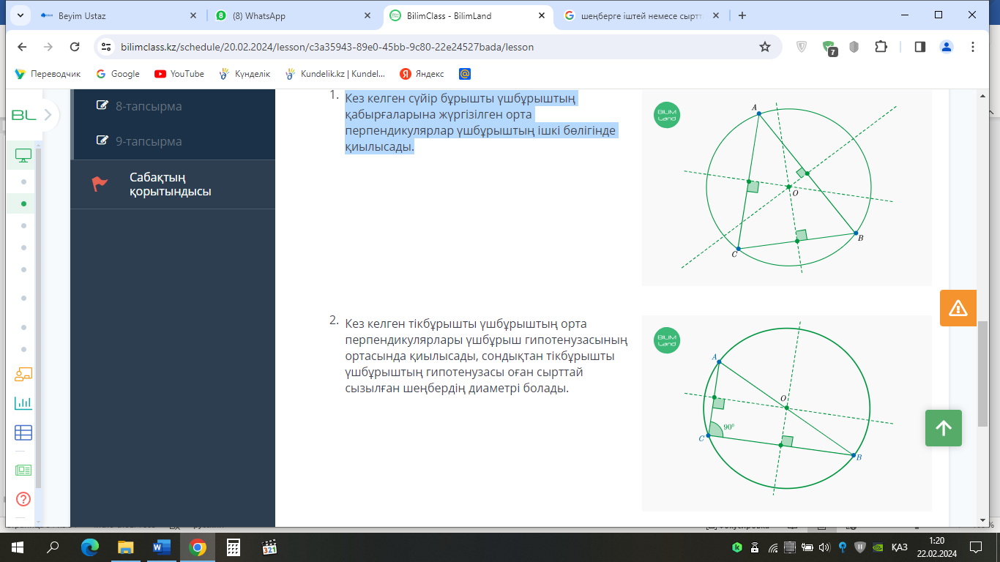 Beyim Ustaz
(8) WhatsApp
BilimClass - BilimLand
шеңберге іштей немесе сырт
bilimclass.kz/schedule/20.02.2024/lesson/c3a35943-89e0-45bb-9c80-22e24527bada/lesson
7
Переводчик
Google
YouTube
Күнделік
Kundelik.kz | Kundel...
Яндекс
BL
8-тапсырма
9-тапсырма
Сабақтың
қорытындысы
1. Кез келген сүйір бұрышты үшбұрыштың
қабырғаларына жүргізілген орта
перпендикулярлар үшбұрыштың ішкі бөлігінде
қиылысады.
BILIM
Land
A
O
B
C
2. Кез келген тікбұрышты үшбұрыштың орта
перпендикулярлары үшбұрыш гипотенузасының
ортасында қиылысады, сондықтан тікбұрышты
үшбұрыштың гипотенузасы оған сырттай
сызылған шеңбердің диаметрі болады.
BILIM
Land
A
O
90°
C
B
ҚАЗ
1:20
22.02.2024